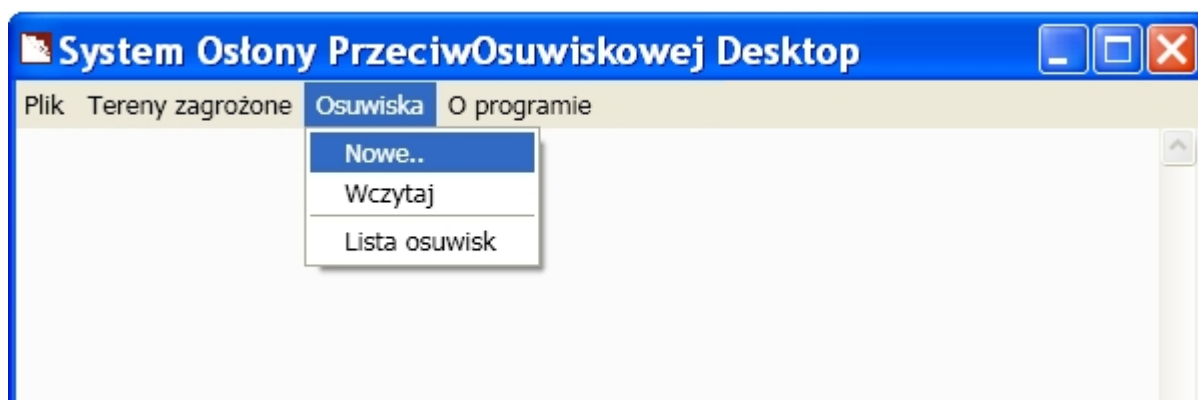 System Osłony PrzeciwOsuwiskowej Desktop
Plik Tereny zagrożone Osuwiska O programie
Nowe..
Wczytaj
Lista osuwisk